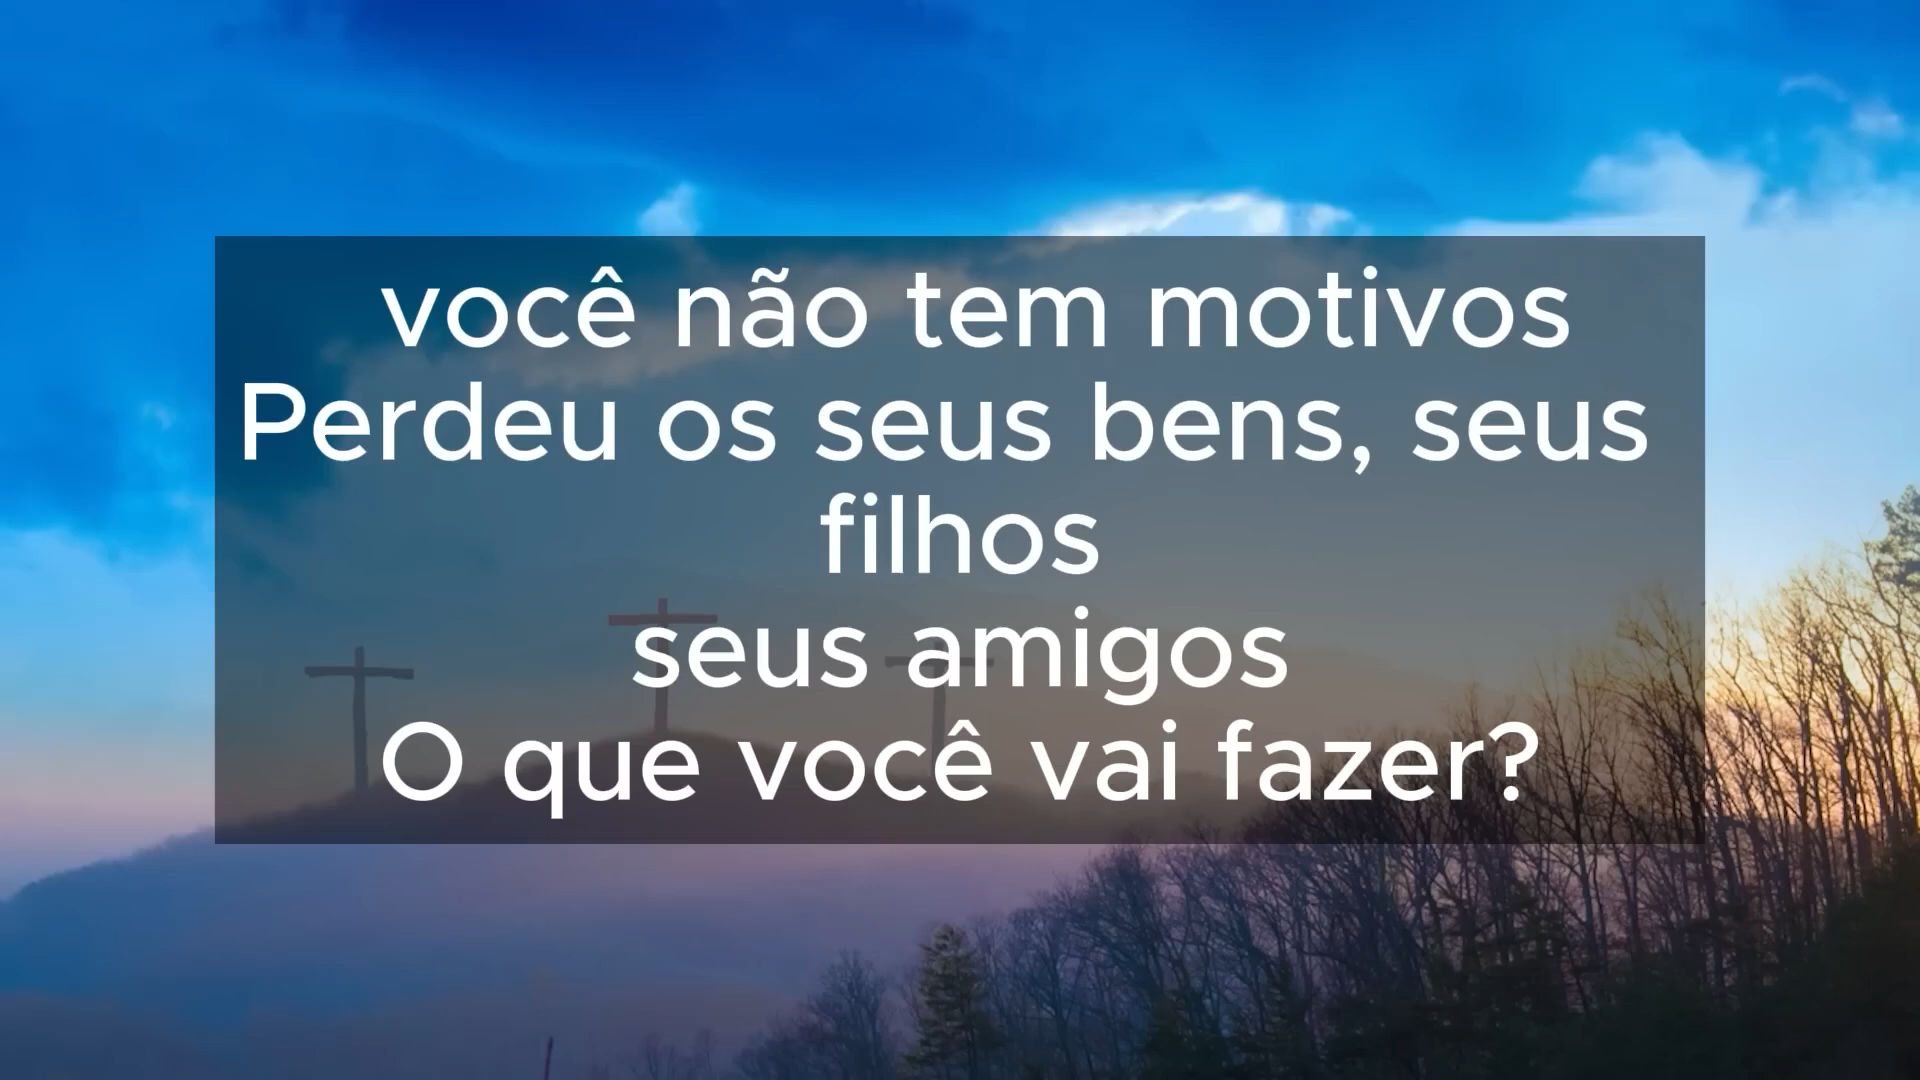 você não tem motivos
Perdeu os seus bens, seus
filhos
seus amigos
O que você vai fazer?